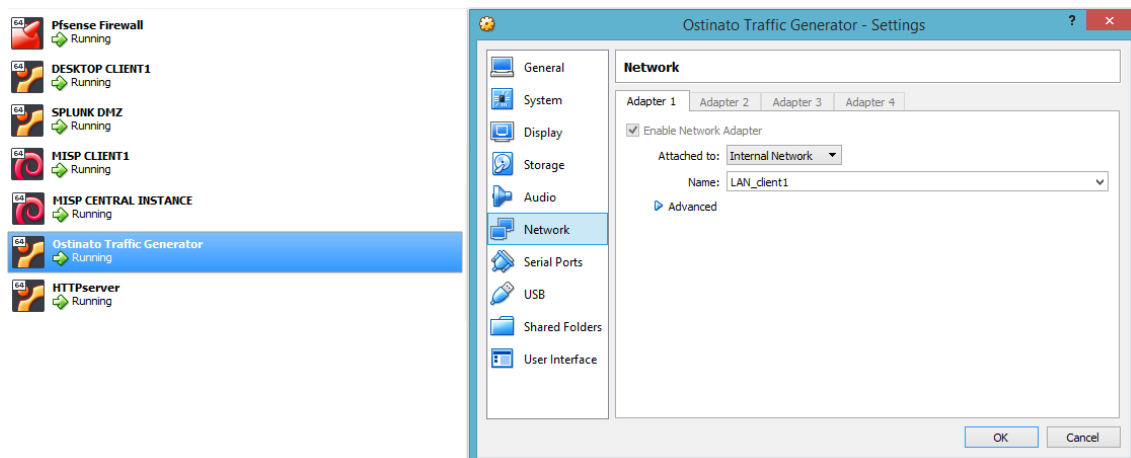 64
Pfsense Firewall
Running
64
DESKTOP CLIENT1
Running
64
SPLUNK DMZ
Running
64
MISP CLIENT1
Running
64
MISP CENTRAL INSTANCE
Running
64
Ostinato Traffic Generator
Running
64
HTTPserver
Running
Ostinato Traffic Generator - Settings
? ×
General
System
Display
Storage
Audio
Network
Serial Ports
USB
Shared Folders
User Interface
Network
Adapter 1 Adapter 2 Adapter 3 Adapter 4
Enable Network Adapter
Attached to: Internal Network
Name: LAN_client1
Advanced
OK Cancel